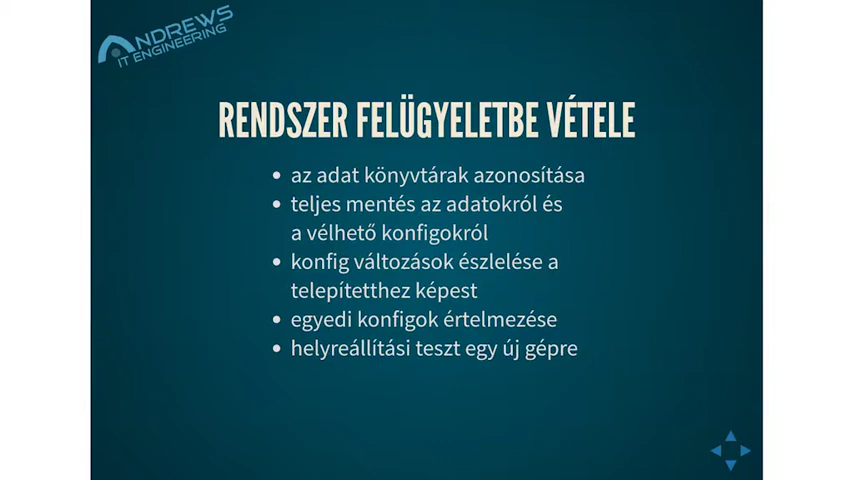 ANDREWS
IT ENGINEERING
RENDSZER FELÜGYELETBE VÉTELE
• az adat könyvtárak azonosítása
• teljes mentés az adatokról és
a vélhető konfigokról
• konfig változások észlelése a
telepítetthez képest
• egyedi konfigok értelmezése
• helyreállítási teszt egy új gépre